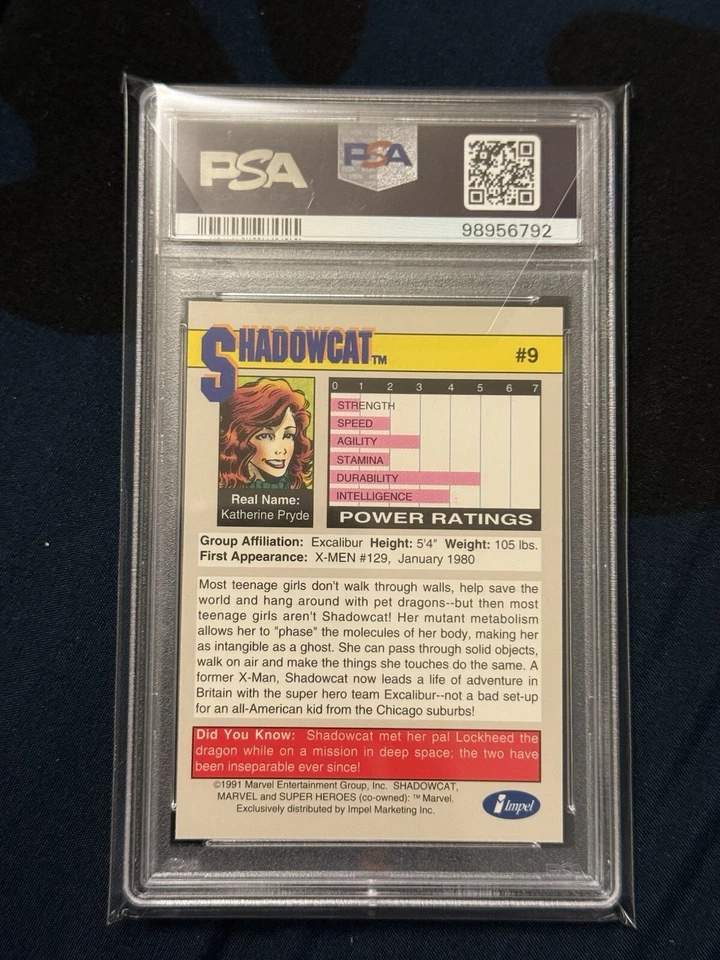 PSA
PSA
98956792
SHADOWCAT™
#9
0 1 2 3 4 5 6 7
STRENGTH
SPEED
AGILITY
STAMINA
DURABILITY
INTELLIGENCE
POWER RATINGS
Real Name:
Katherine Pryde
Group Affiliation: Excalibur Height: 5'4" Weight: 105 lbs.
First Appearance: X-MEN #129, January 1980
Most teenage girls don't walk through walls, help save the
world and hang around with pet dragons--but then most
teenage girls aren't Shadowcat! Her mutant metabolism
allows her to "phase" the molecules of her body, making her
as intangible as a ghost. She can pass through solid objects,
walk on air and make the things she touches do the same. A
former X-Man, Shadowcat now leads a life of adventure in
Britain with the super hero team Excalibur--not a bad set-up
for an all-American kid from the Chicago suburbs!
Did You Know: Shadowcat met her pal Lockheed the
dragon while on a mission in deep space; the two have
been inseparable ever since!
©1991 Marvel Entertainment Group, Inc. SHADOWCAT,
MARVEL and SUPER HEROES (co-owned): ™ Marvel.
Exclusively distributed by Impel Marketing Inc.
Impel